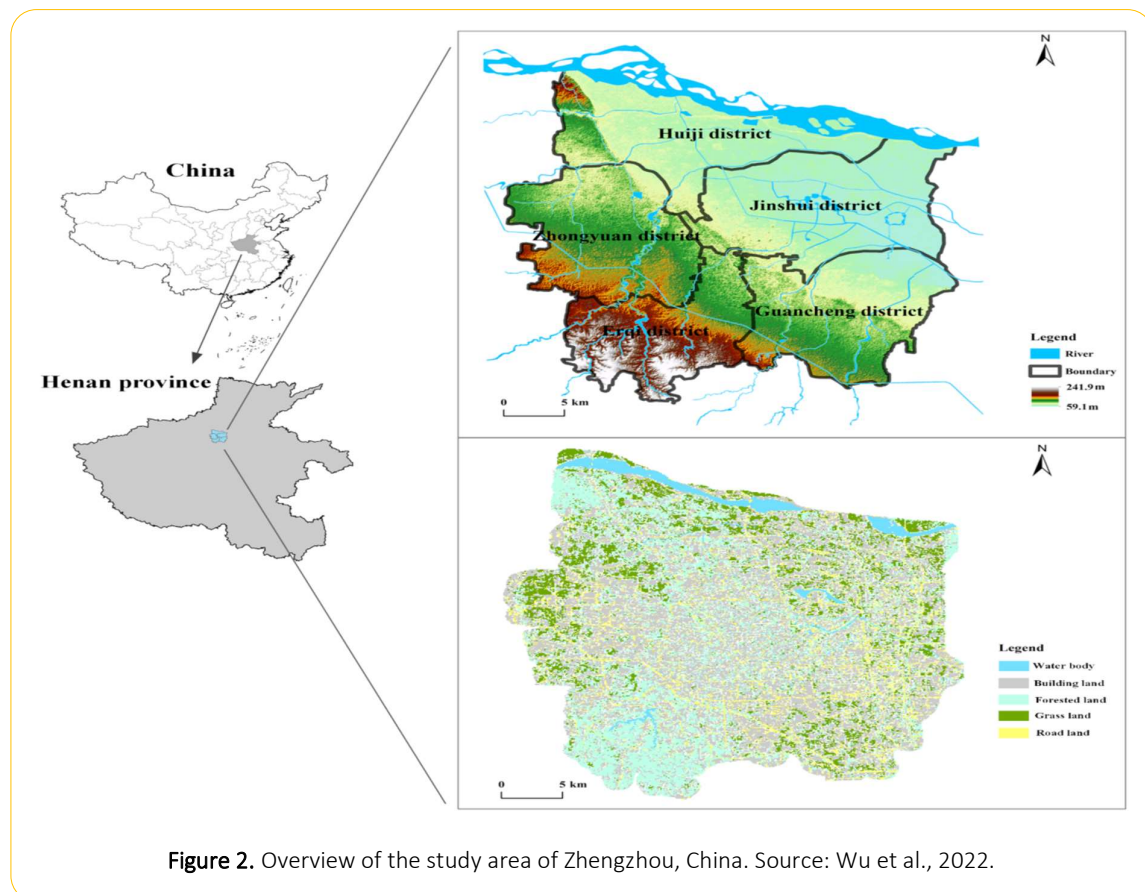 China
Henan province
N
Huiji district
Jinshui district
Zhongyuan district
Guancheng district
Erqi district
Legend
River
Boundary
241.9 m
59.1 m
0 5 km
N
Legend
Water body
Building land
Forested land
Grass land
Road land
0 5 km
Figure 2. Overview of the study area of Zhengzhou, China. Source: Wu et al., 2022.